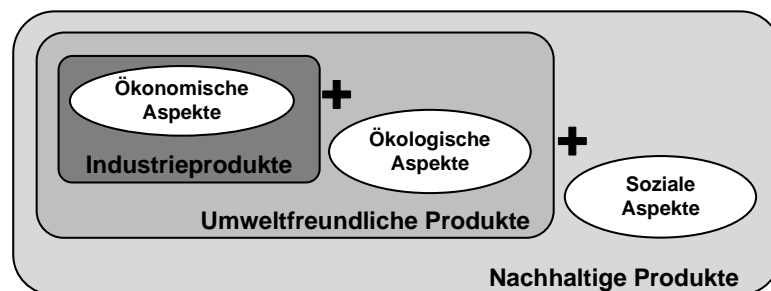 Ökonomische
Aspekte
+
Industrieprodukte
Ökologische
Aspekte
+
Umweltfreundliche Produkte
Soziale
Aspekte
Nachhaltige Produkte